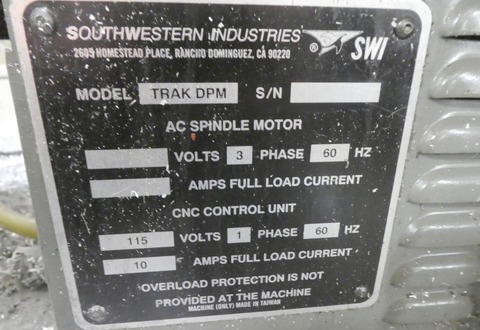 SOUTHWESTERN INDUSTRIES ® SWI
2605 HOMESTEAD PLACE, RANCHO DOMINGUEZ, CA 90220
MODEL TRAK DPM S/N
AC SPINDLE MOTOR
VOLTS 3 PHASE 60 HZ
AMPS FULL LOAD CURRENT
CNC CONTROL UNIT
115 VOLTS 1 PHASE 60 HZ
10 AMPS FULL LOAD CURRENT
OVERLOAD PROTECTION IS NOT
PROVIDED AT THE MACHINE
MACHINE (ONLY) MADE IN TAIWAN